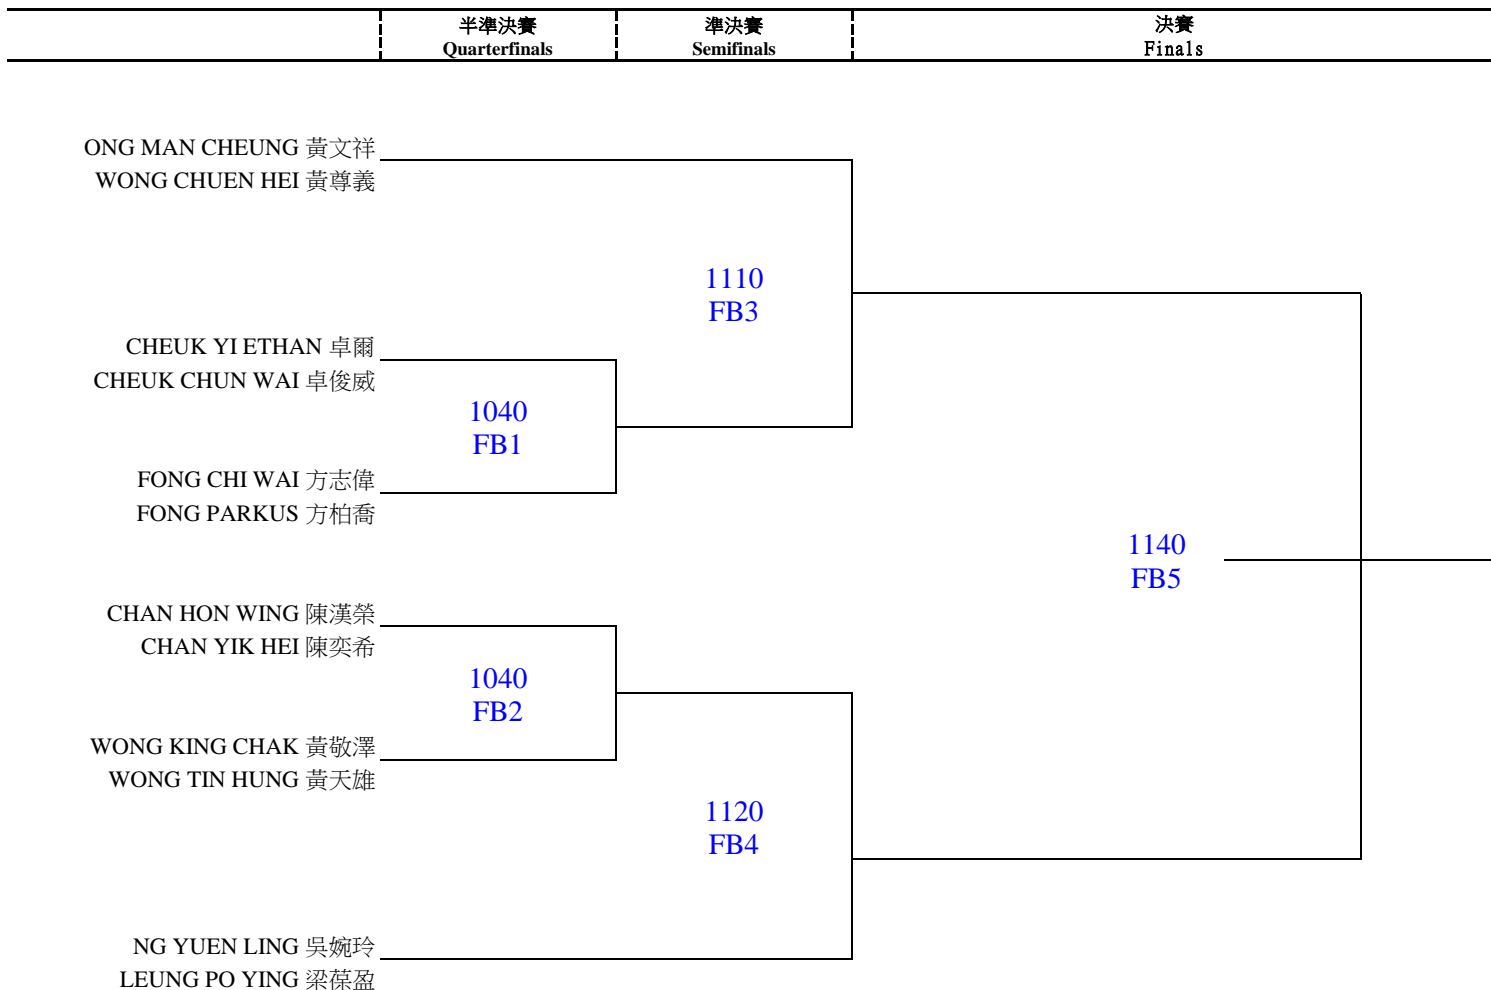 半準決賽 準決賽 決賽
Quarterfinals Semifinals Finals
ONG MAN CHEUNG 黃文祥
WONG CHUEN HEI 黃尊義
1110
FB3
CHEUK YI ETHAN 卓爾
CHEUK CHUN WAI 卓俊威
1040
FB1
FONG CHI WAI 方志偉
FONG PARKUS 方柏喬
1140
FB5
CHAN HON WING 陳漢榮
CHAN YIK HEI 陳奕希
1040
FB2
WONG KING CHAK 黃敬澤
WONG TIN HUNG 黃天雄
1120
FB4
NG YUEN LING 吳婉玲
LEUNG PO YING 梁葆盈